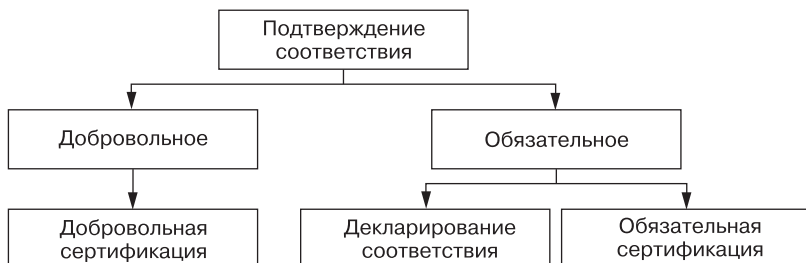 Подтверждение
соответствия
Добровольное
Обязательное
Добровольная
сертификация
Декларирование
соответствия
Обязательная
сертификация